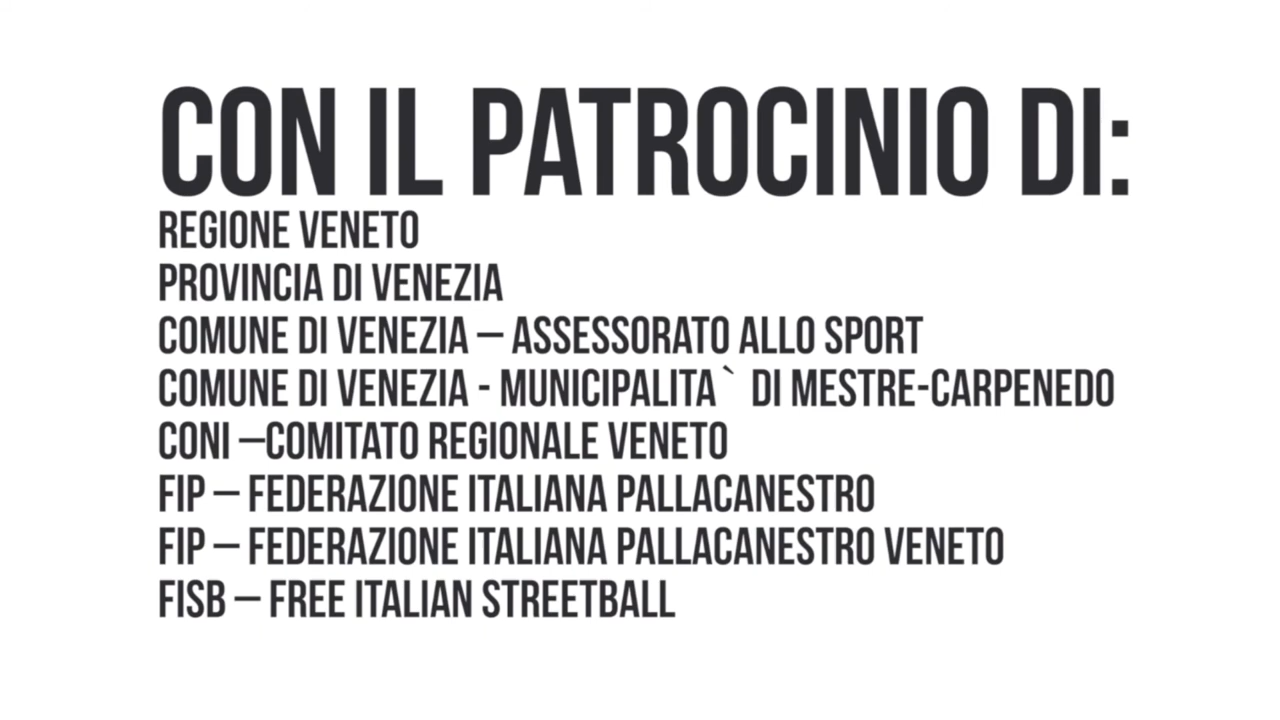 CON IL PATROCINIO DI:
REGIONE VENETO
PROVINCIA DI VENEZIA
COMUNE DI VENEZIA – ASSESSORATO ALLO SPORT
COMUNE DI VENEZIA - MUNICIPALITA` DI MESTRE-CARPENEDO
CONI –COMITATO REGIONALE VENETO
FIP – FEDERAZIONE ITALIANA PALLACANESTRO
FIP – FEDERAZIONE ITALIANA PALLACANESTRO VENETO
FISB – FREE ITALIAN STREETBALL